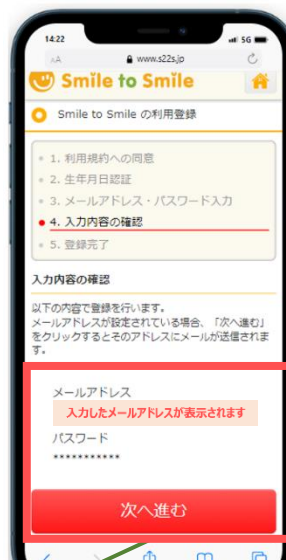 14:22
5G
ぁA
www.s22s.jp
Smile to Smile
Smile to Smile の利用登録
1. 利用規約への同意
2. 生年月日認証
3. メールアドレス・パスワード入力
4. 入力内容の確認
5. 登録完了
入力内容の確認
以下の内容で登録を行います。
メールアドレスが設定されている場合、「次へ進む」
をクリックするとそのアドレスにメールが送信されま
す。
メールアドレス
入力したメールアドレスが表示されます
パスワード
***********
次へ進む